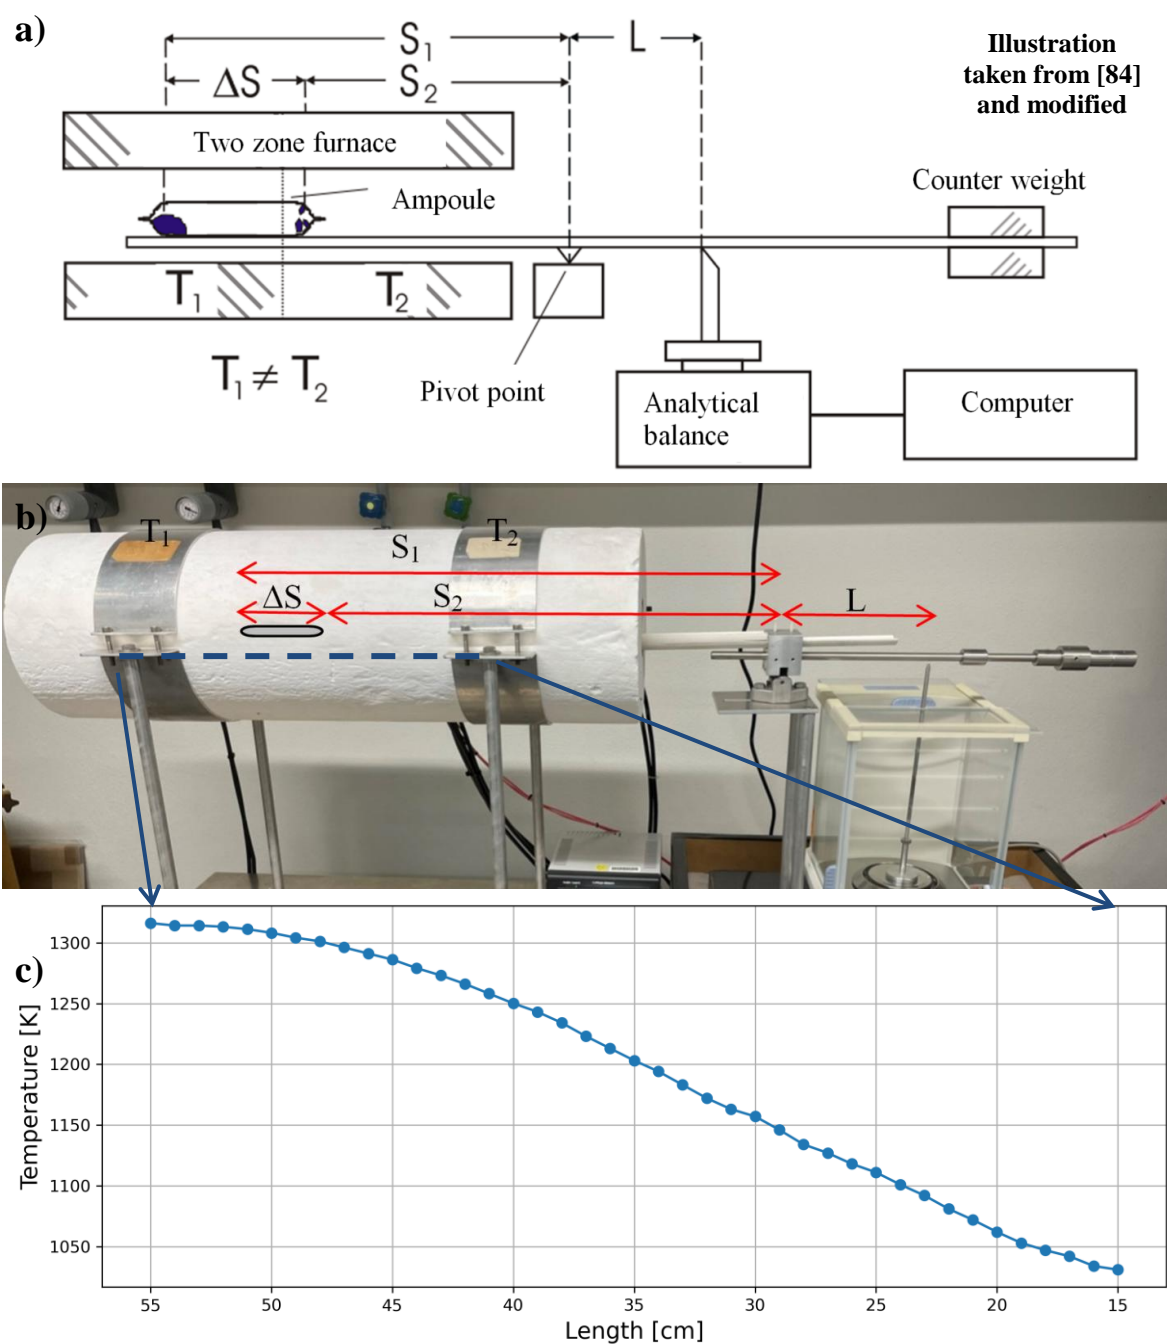 a)
S₁
L
ΔS
S₂
Illustration
taken from [84]
and modified
Two zone furnace
Ampoule
Counter weight
T₁
T₂
T₁ ≠ T₂
Pivot point
Analytical
balance
Computer
b)
T₁
T₂
S₁
ΔS
S₂
L
c)
Temperature [K]
1300
1250
1200
1150
1100
1050
55
50
45
40
35
30
25
20
15
Length [cm]